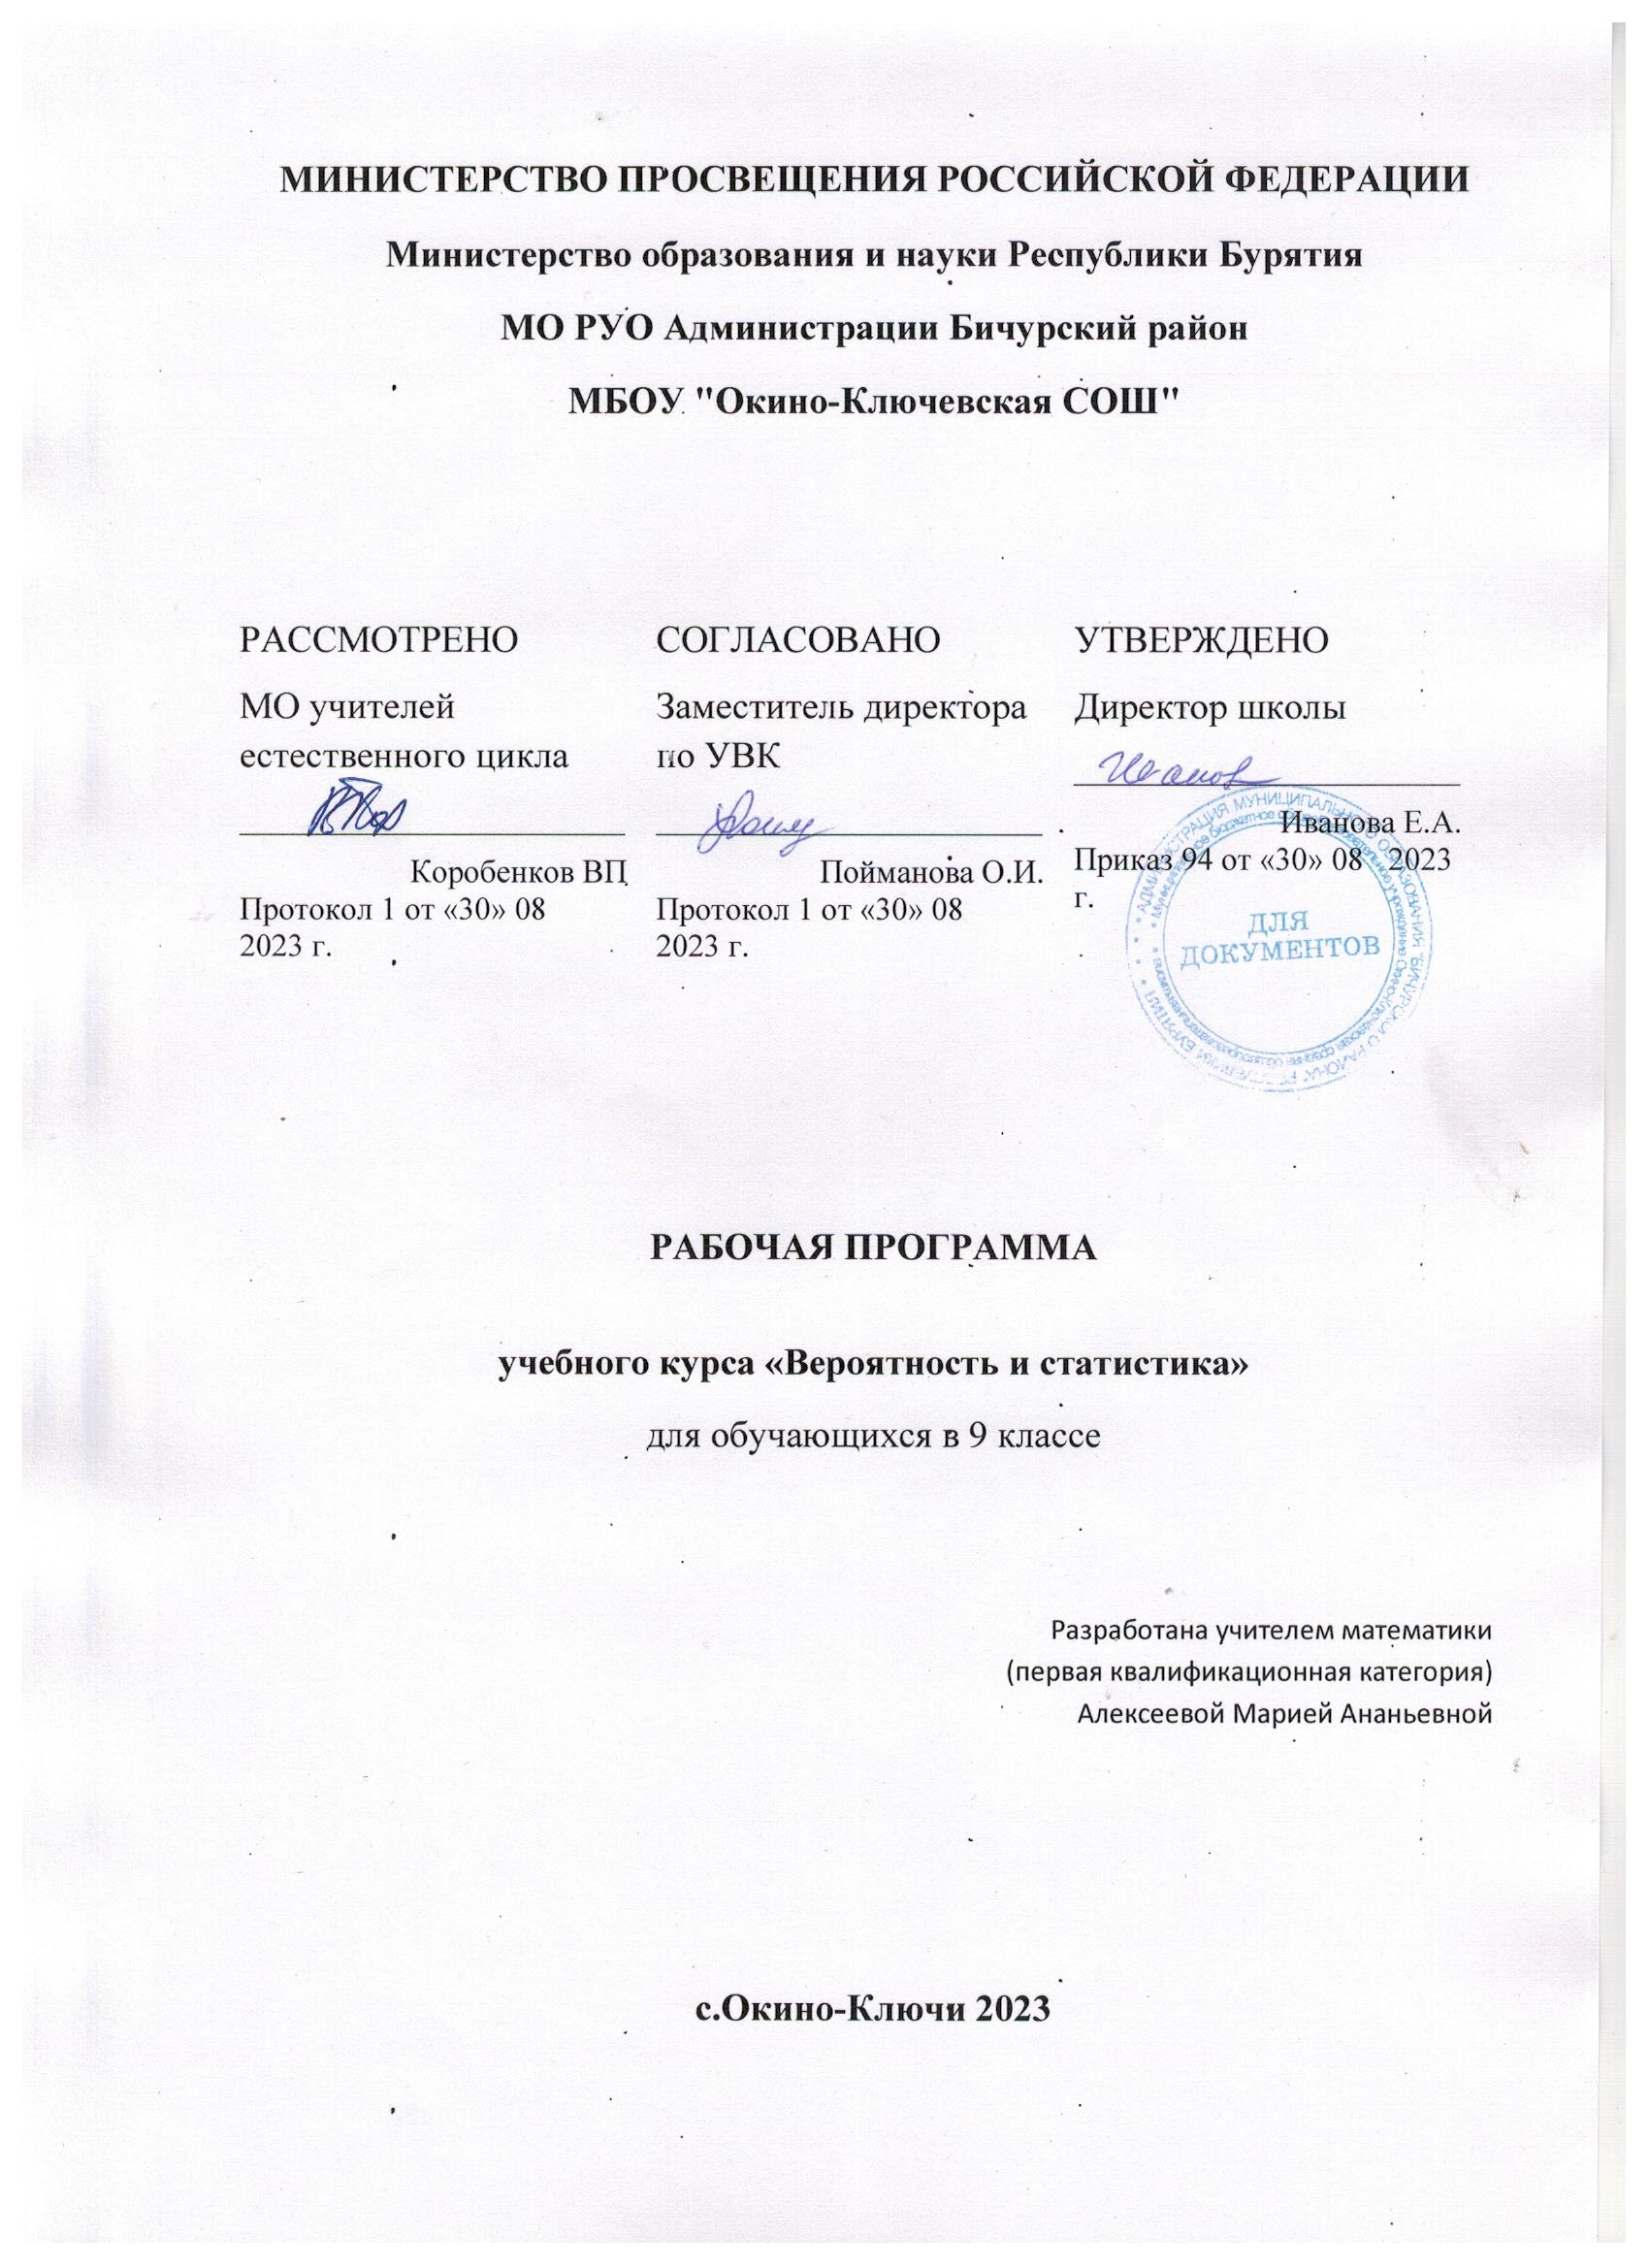 МИНИСТЕРСТВО ПРОСВЕЩЕНИЯ РОССИЙСКОЙ ФЕДЕРАЦИИ
Министерство образования и науки Республики Бурятия
МО РУО Администрации Бичурский район
МБОУ "Окино-Ключевская СОШ"
РАССМОТРЕНО
МО учителей
естественного цикла
Коробенков ВП
Протокол 1 от «30» 08
2023 г.
СОГЛАСОВАНО
Заместитель директора
по УВК
Пойманова О.И.
Протокол 1 от «30» 08
2023 г.
УТВЕРЖДЕНО
Директор школы
Иванова Е.А.
Приказ 94 от «30» 08 2023
г.
ДЛЯ
ДОКУМЕНТОВ
РАБОЧАЯ ПРОГРАММА
учебного курса «Вероятность и статистика»
для обучающихся в 9 классе
Разработана учителем математики
(первая квалификационная категория)
Алексеевой Марией Ананьевной
с.Окино-Ключи 2023